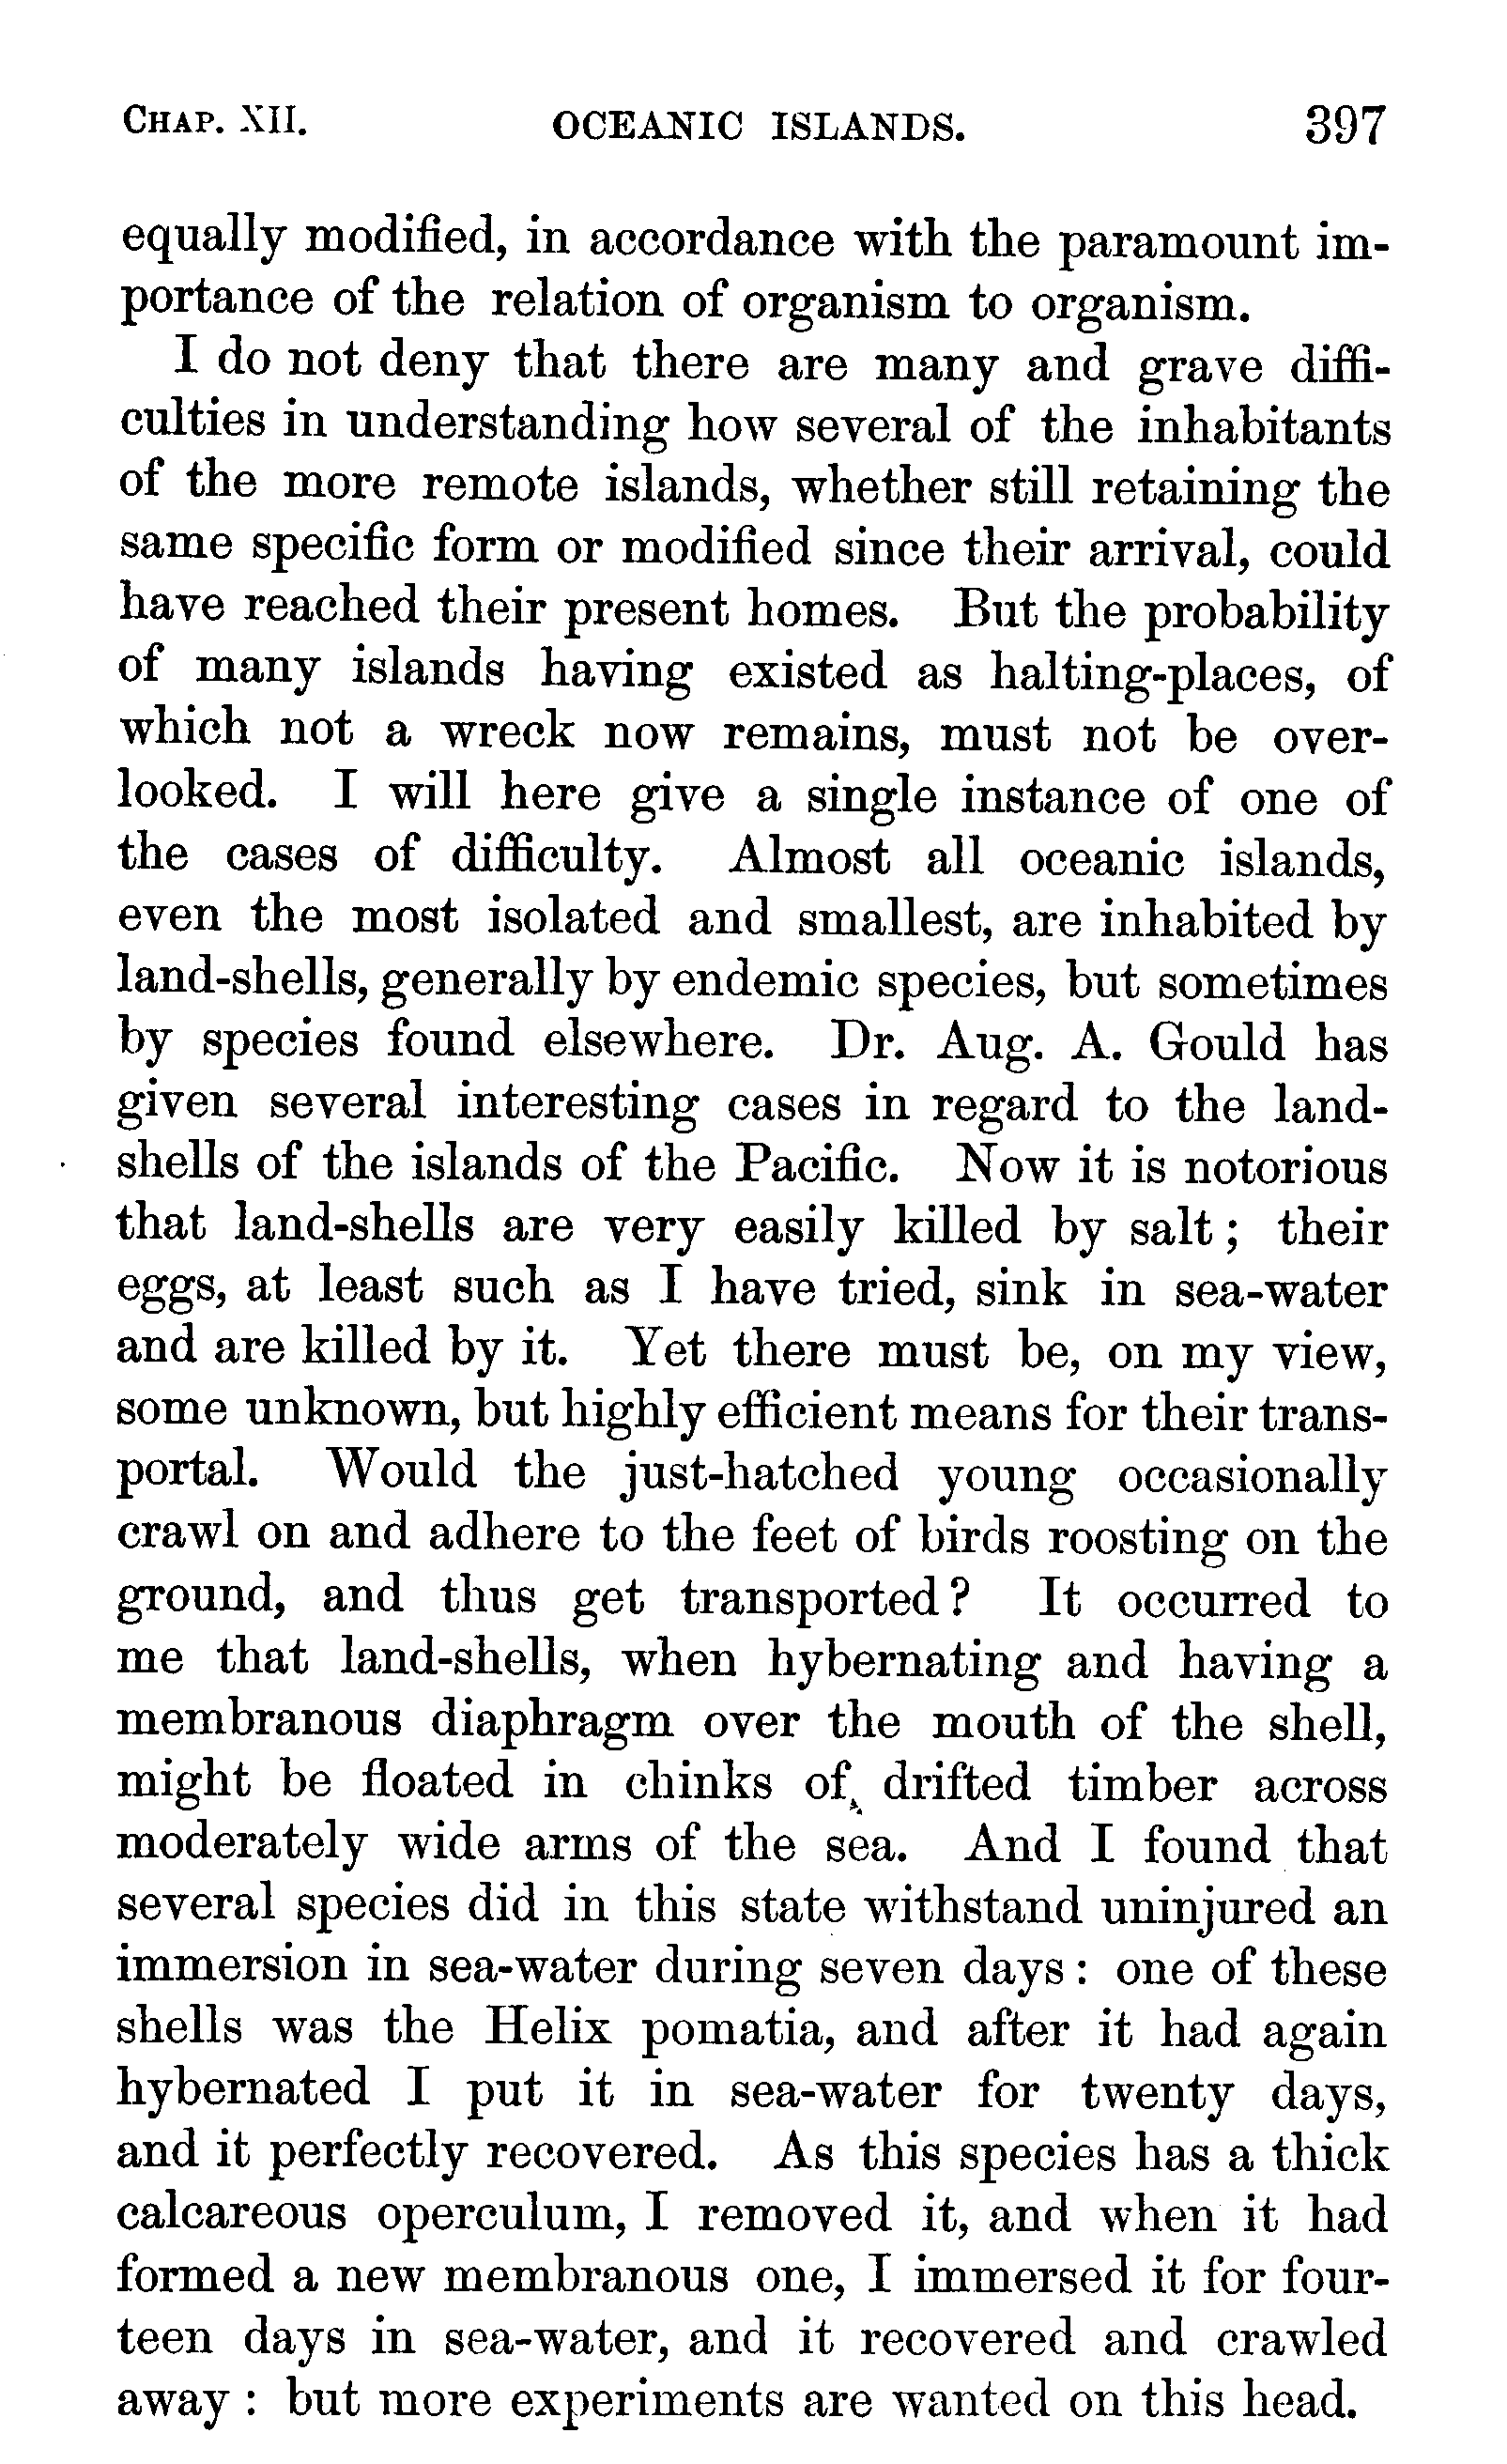 CHAP. XII. OCEANIC ISLANDS. 397
equally modified, in accordance with the paramount im-
portance of the relation of organism to organism.
I do not deny that there are many and grave diffi-
culties in understanding how several of the inhabitants
of the more remote islands, whether still retaining the
same specific form or modified since their arrival, could
have reached their present homes. But the probability
of many islands having existed as halting-places, of
which not a wreck now remains, must not be over-
looked. I will here give a single instance of one of
the cases of difficulty. Almost all oceanic islands,
even the most isolated and smallest, are inhabited by
land-shells, generally by endemic species, but sometimes
by species found elsewhere. Dr. Aug. A. Gould has
given several interesting cases in regard to the land-
shells of the islands of the Pacific. Now it is notorious
that land-shells are very easily killed by salt; their
eggs, at least such as I have tried, sink in sea-water
and are killed by it. Yet there must be, on my view,
some unknown, but highly efficient means for their trans-
portal. Would the just-hatched young occasionally
crawl on and adhere to the feet of birds roosting on the
ground, and thus get transported? It occurred to
me that land-shells, when hybernating and having a
membranous diaphragm over the mouth of the shell,
might be floated in chinks of drifted timber across
moderately wide arms of the sea. And I found that
several species did in this state withstand uninjured an
immersion in sea-water during seven days: one of these
shells was the Helix pomatia, and after it had again
hybernated I put it in sea-water for twenty days,
and it perfectly recovered. As this species has a thick
calcareous operculum, I removed it, and when it had
formed a new membranous one, I immersed it for four-
teen days in sea-water, and it recovered and crawled
away: but more experiments are wanted on this head.